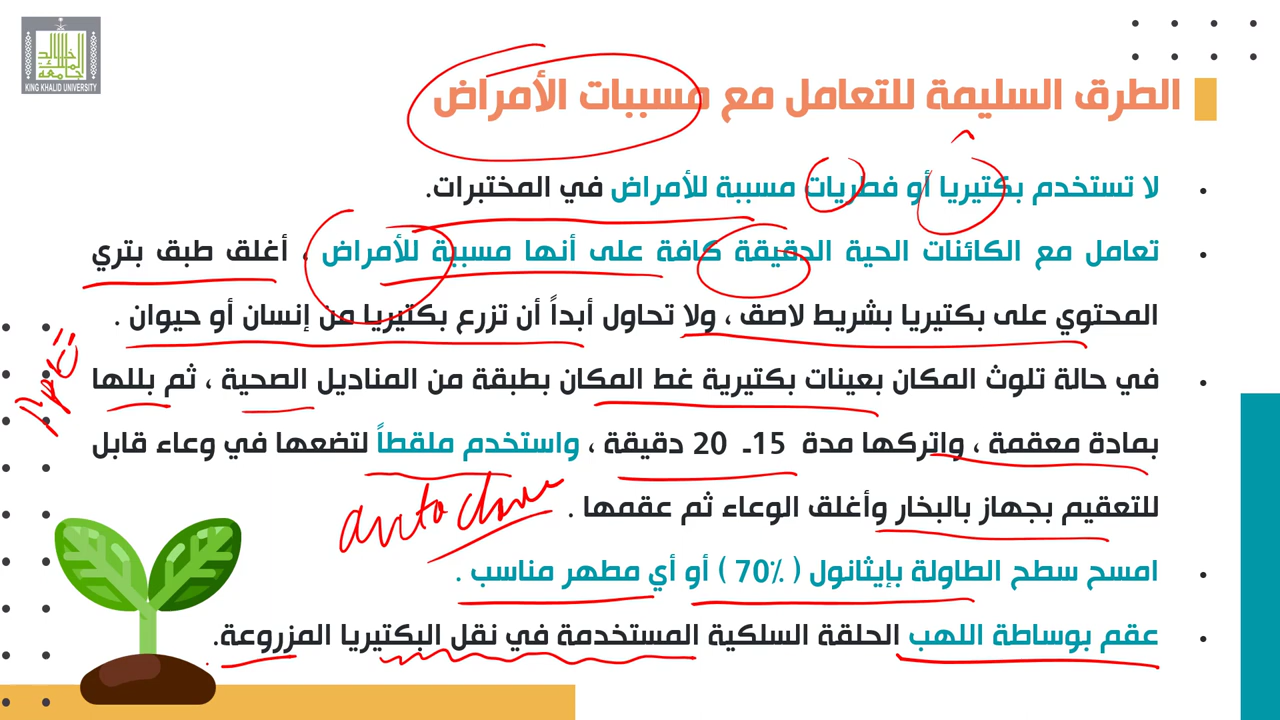 جامعة الملك خالد
KING KHALID UNIVERSITY
الطرق السليمة للتعامل مع مسببات الأمراض
لا تستخدم بكتيريا أو فطريات مسببة للأمراض في المختبرات.
تعامل مع الكائنات الحية الدقيقة كافة على أنها مسببة للأمراض ، أغلق طبق بتري
المحتوي على بكتيريا بشريط لاصق ، ولا تحاول أبداً أن تزرع بكتيريا من إنسان أو حيوان .
في حالة تلوث المكان بعينات بكتيرية غط المكان بطبقة من المناديل الصحية ، ثم بللها
بمادة معقمة ، واتركها مدة 15ـ 20 دقيقة ، واستخدم ملقطاً لتضعها في وعاء قابل
للتعقيم بجهاز بالبخار وأغلق الوعاء ثم عقمها .
امسح سطح الطاولة بإيثانول ( 70٪ ) أو أي مطهر مناسب .
عقم بوساطة اللهب الحلقة السلكية المستخدمة في نقل البكتيريا المزروعة.